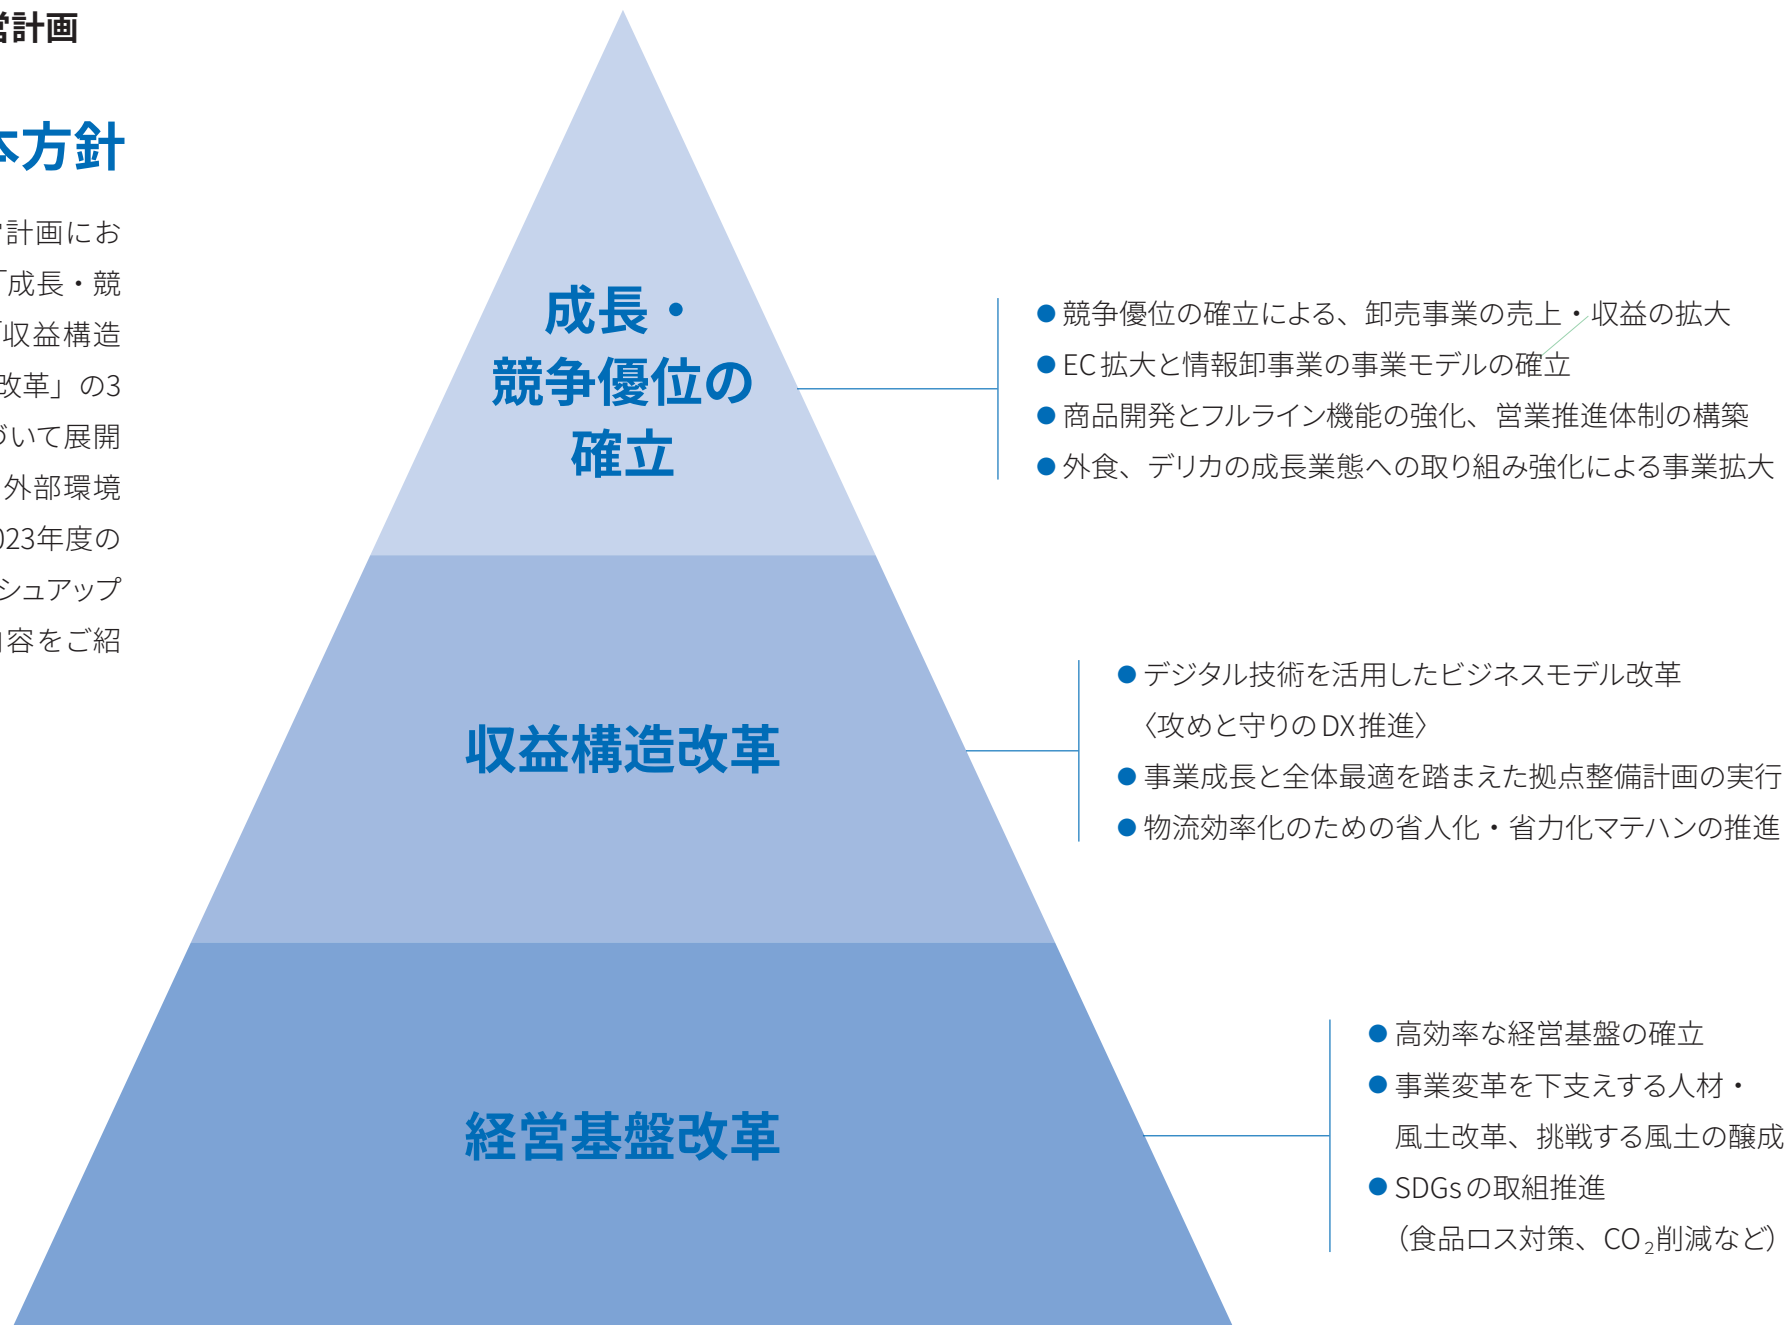 営計画
本方針
営計画にお
「成長・競
「収益構造
改革」の3
づいて展開
外部環境
023年度の
シュアップ
内容をご紹
成長・
競争優位の
確立
●競争優位の確立による、卸売事業の売上・収益の拡大
●EC拡大と情報卸事業の事業モデルの確立
●商品開発とフルライン機能の強化、営業推進体制の構築
●外食、デリカの成長業態への取り組み強化による事業拡大
収益構造改革
●デジタル技術を活用したビジネスモデル改革
〈攻めと守りのDX推進〉
●事業成長と全体最適を踏まえた拠点整備計画の実行
●物流効率化のための省人化・省力化マテハンの推進
経営基盤改革
●高効率な経営基盤の確立
●事業変革を下支えする人材・
風土改革、挑戦する風土の醸成
●SDGsの取組推進
（食品ロス対策、CO₂削減など）